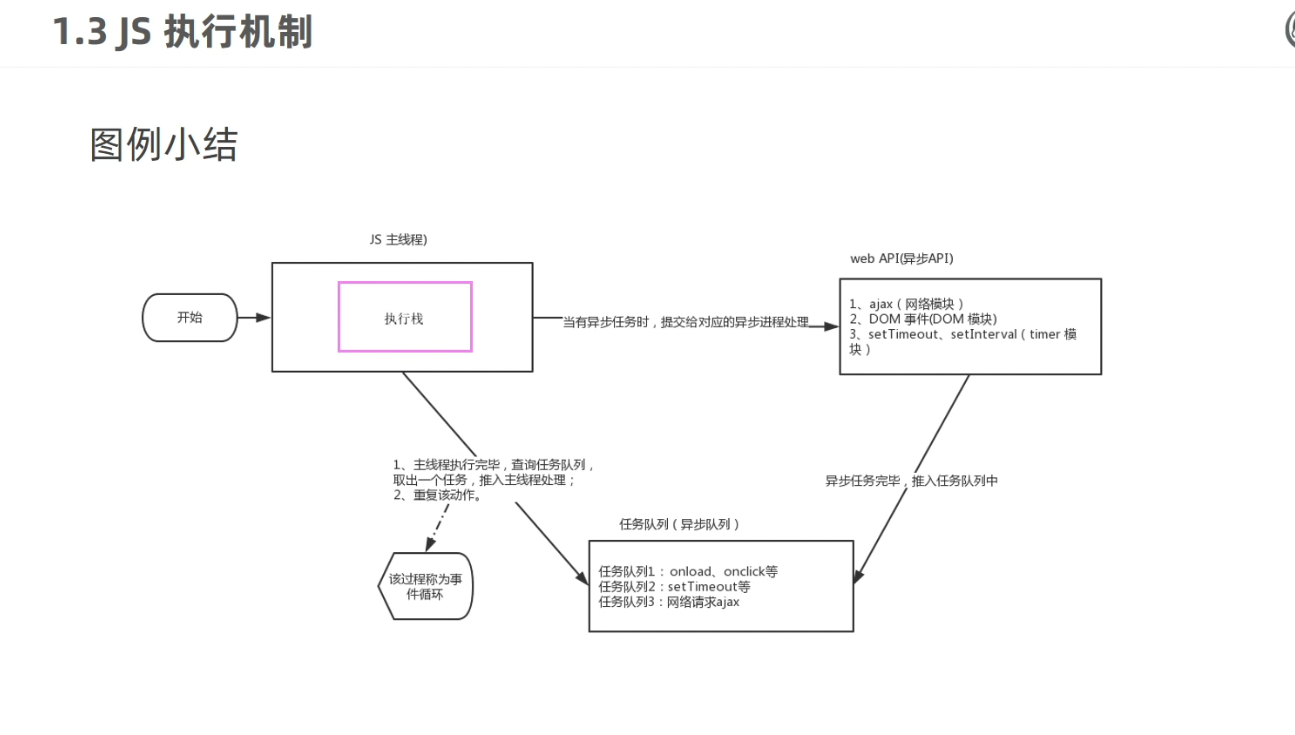 1.3 JS 执行机制
图例小结
JS 主线程)
web API(异步API)
开始
执行栈
当有异步任务时，提交给对应的异步进程处理
1、ajax（网络模块）
2、DOM 事件(DOM 模块)
3、setTimeout、setInterval（timer 模
块）
1、主线程执行完毕，查询任务队列，
取出一个任务，推入主线程处理；
2、重复该动作。
异步任务完毕，推入任务队列中
任务队列（异步队列）
该过程称为事
件循环
任务队列1：onload、onclick等
任务队列2：setTimeout等
任务队列3：网络请求ajax